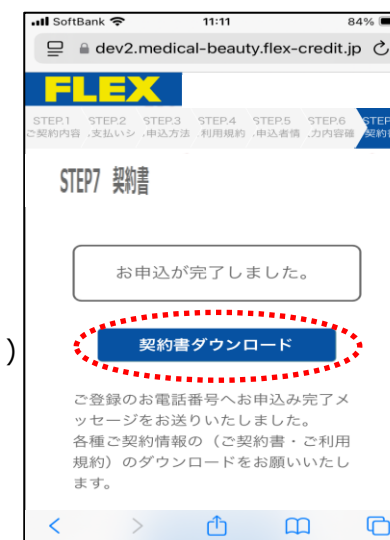 SoftBank 11:11 84%
dev2.medical-beauty.flex-credit.jp
FLEX
STEP.1 STEP.2 STEP.3 STEP.4 STEP.5 STEP.6 STEP
ご契約内容 .支払いシ .申込方法 利用規約 .申込者情 .力内容確 契約書
STEP7 契約書
お申込が完了しました。
)
契約書ダウンロード
ご登録のお電話番号へお申込み完了メ
ッセージをお送りいたしました。
各種ご契約情報の（ご契約書・ご利用
規約）のダウンロードをお願いいたし
ます。